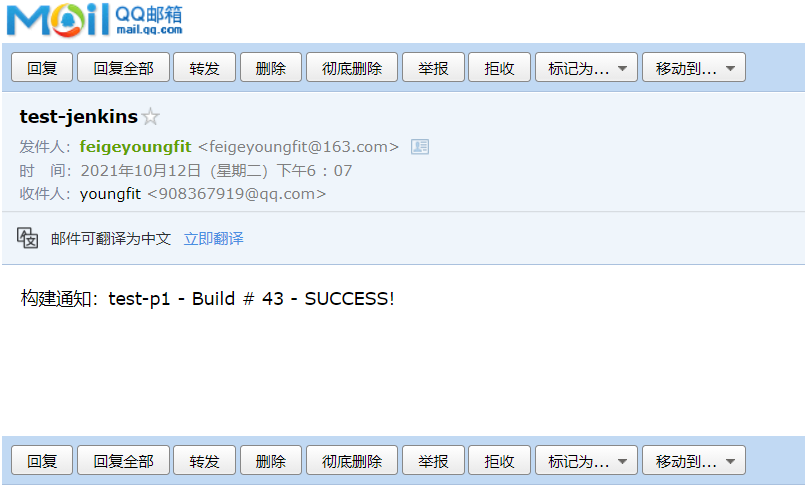 Mail QQ邮箱
mail.qq.com
回复 回复全部 转发 删除 彻底删除 举报 拒收 标记为... 移动到...
test-jenkins
发件人：feigeyoungfit <feigeyoungfit@163.com>
时　间：2021年10月12日（星期二）下午6：07
收件人：youngfit <908367919@qq.com>
邮件可翻译为中文 立即翻译
构建通知：test-p1 - Build # 43 - SUCCESS!
回复 回复全部 转发 删除 彻底删除 举报 拒收 标记为... 移动到...